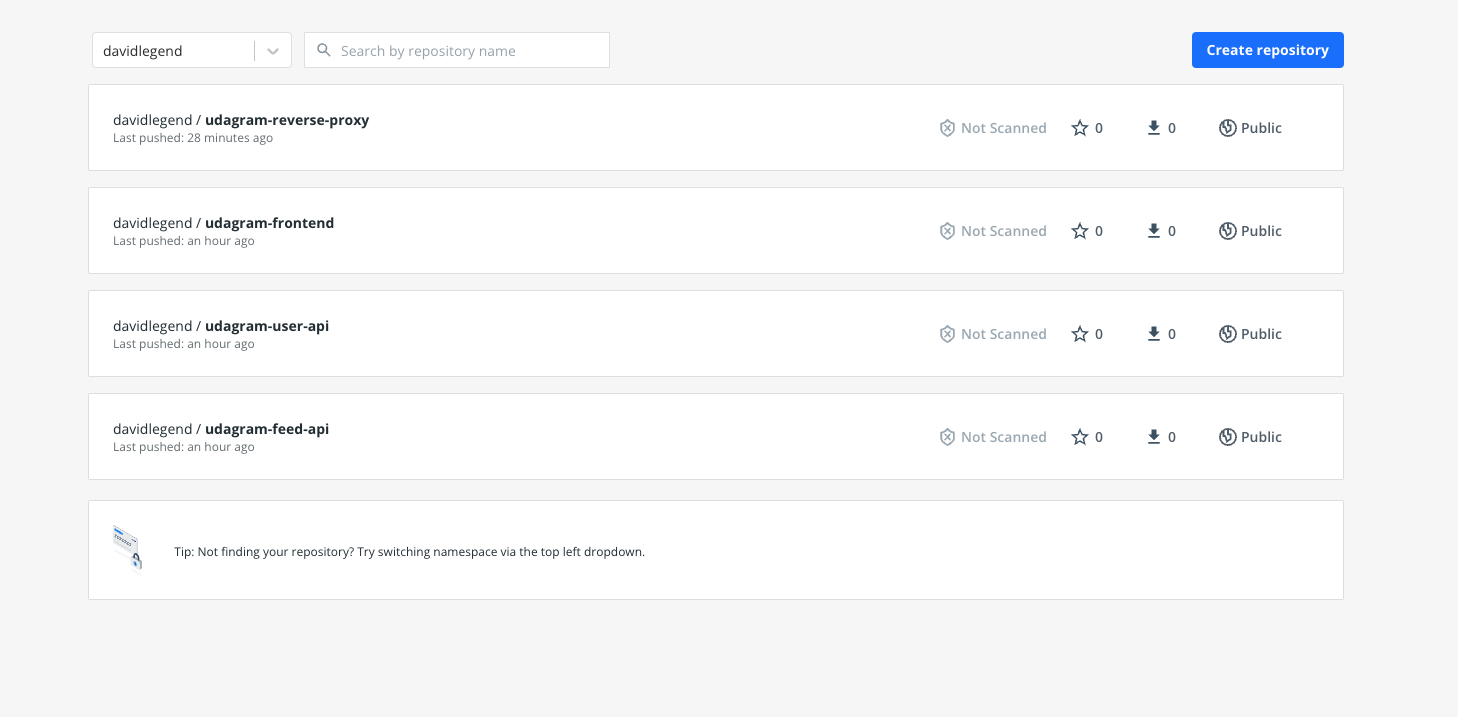 davidlegend
Search by repository name
Create repository
davidlegend / udagram-reverse-proxy
Last pushed: 28 minutes ago
Not Scanned
0
0
Public
davidlegend / udagram-frontend
Last pushed: an hour ago
Not Scanned
0
0
Public
davidlegend / udagram-user-api
Last pushed: an hour ago
Not Scanned
0
0
Public
davidlegend / udagram-feed-api
Last pushed: an hour ago
Not Scanned
0
0
Public
Tip: Not finding your repository? Try switching namespace via the top left dropdown.